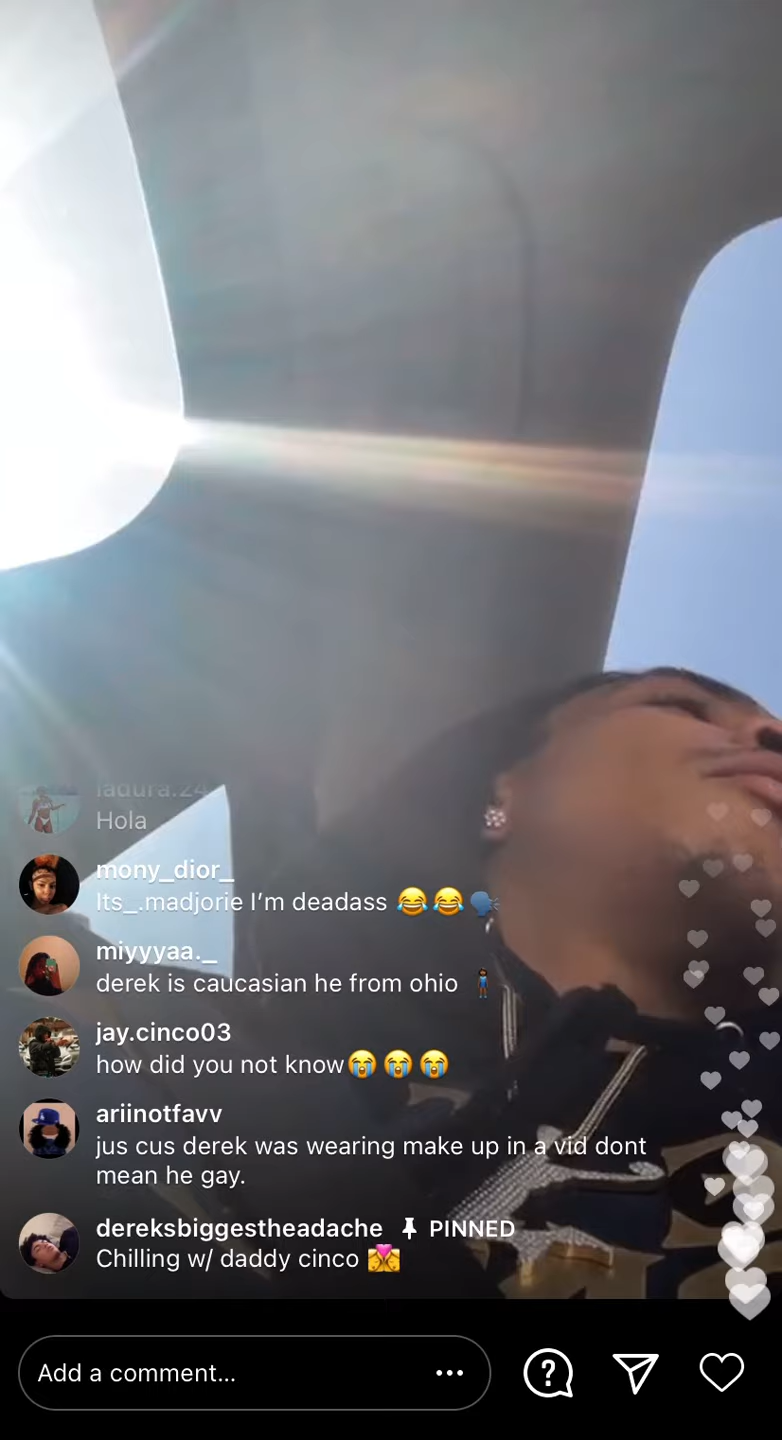 ladura.24
Hola
mony_dior_
Its_.madjorie I’m deadass 😂😂🗣️
miyyyaa._
derek is caucasian he from ohio 🧍🏾‍♀️
jay.cinco03
how did you not know😭😭😭
ariinotfavv
jus cus derek was wearing make up in a vid dont
mean he gay.
dereksbiggestheadache 📌 PINNED
Chilling w/ daddy cinco 👩‍❤️‍💋‍👩
Add a comment...